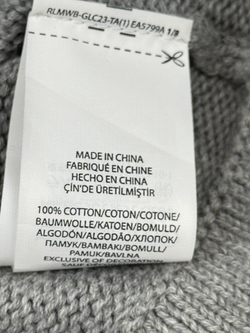 RLMWB-GLC23-TA(1) EA5799A 1/3
MADE IN CHINA
FABRIQUÉ EN CHINE
HECHO EN CHINA
ÇİN'DE ÜRETİLMİŞTİR
100% COTTON/COTON/COTONE/
BAUMWOLLE/KATOEN/BOMULD/
ALGODÓN/ALGODÃO/ΧΛΟΠΟΚ/
ПАМУК/BAMBAKI/BOMULL/
PAMUK/BAVLNA
EXCLUSIVE OF DECORATION